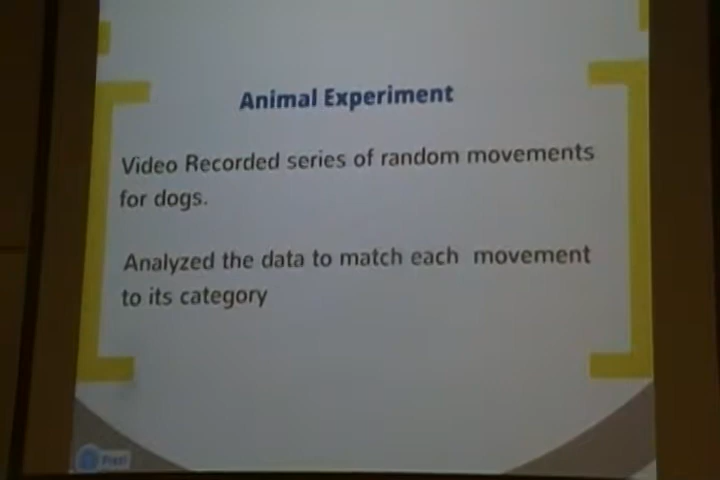 Animal Experiment
Video Recorded series of random movements
for dogs.
Analyzed the data to match each movement
to its category
Prezi